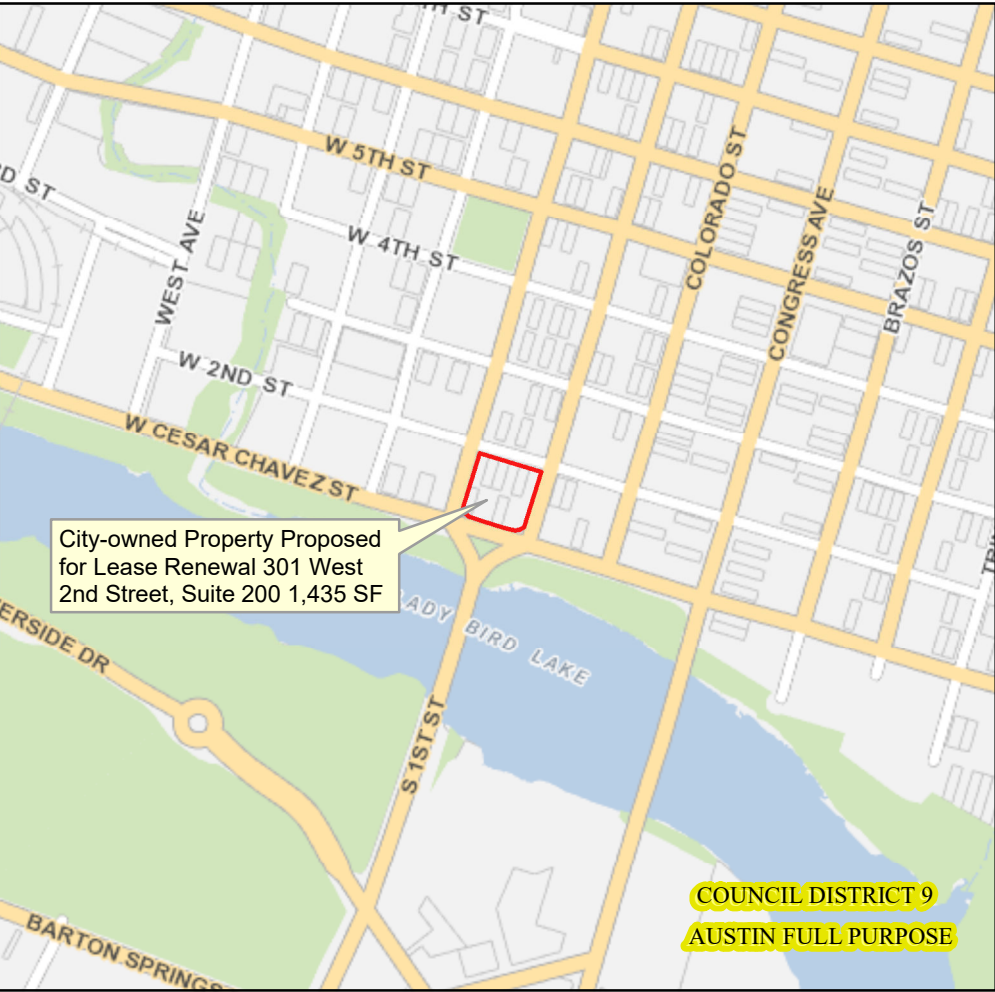 W 5TH ST
W 4TH ST
W 2ND ST
WEST AVE
COLORADO ST
CONGRESS AVE
BRAZOS ST
W CESAR CHAVEZ ST
City-owned Property Proposed
for Lease Renewal 301 West
2nd Street, Suite 200 1,435 SF
LADY BIRD LAKE
S 1ST ST
COUNCIL DISTRICT 9
AUSTIN FULL PURPOSE
BARTON SPRINGS